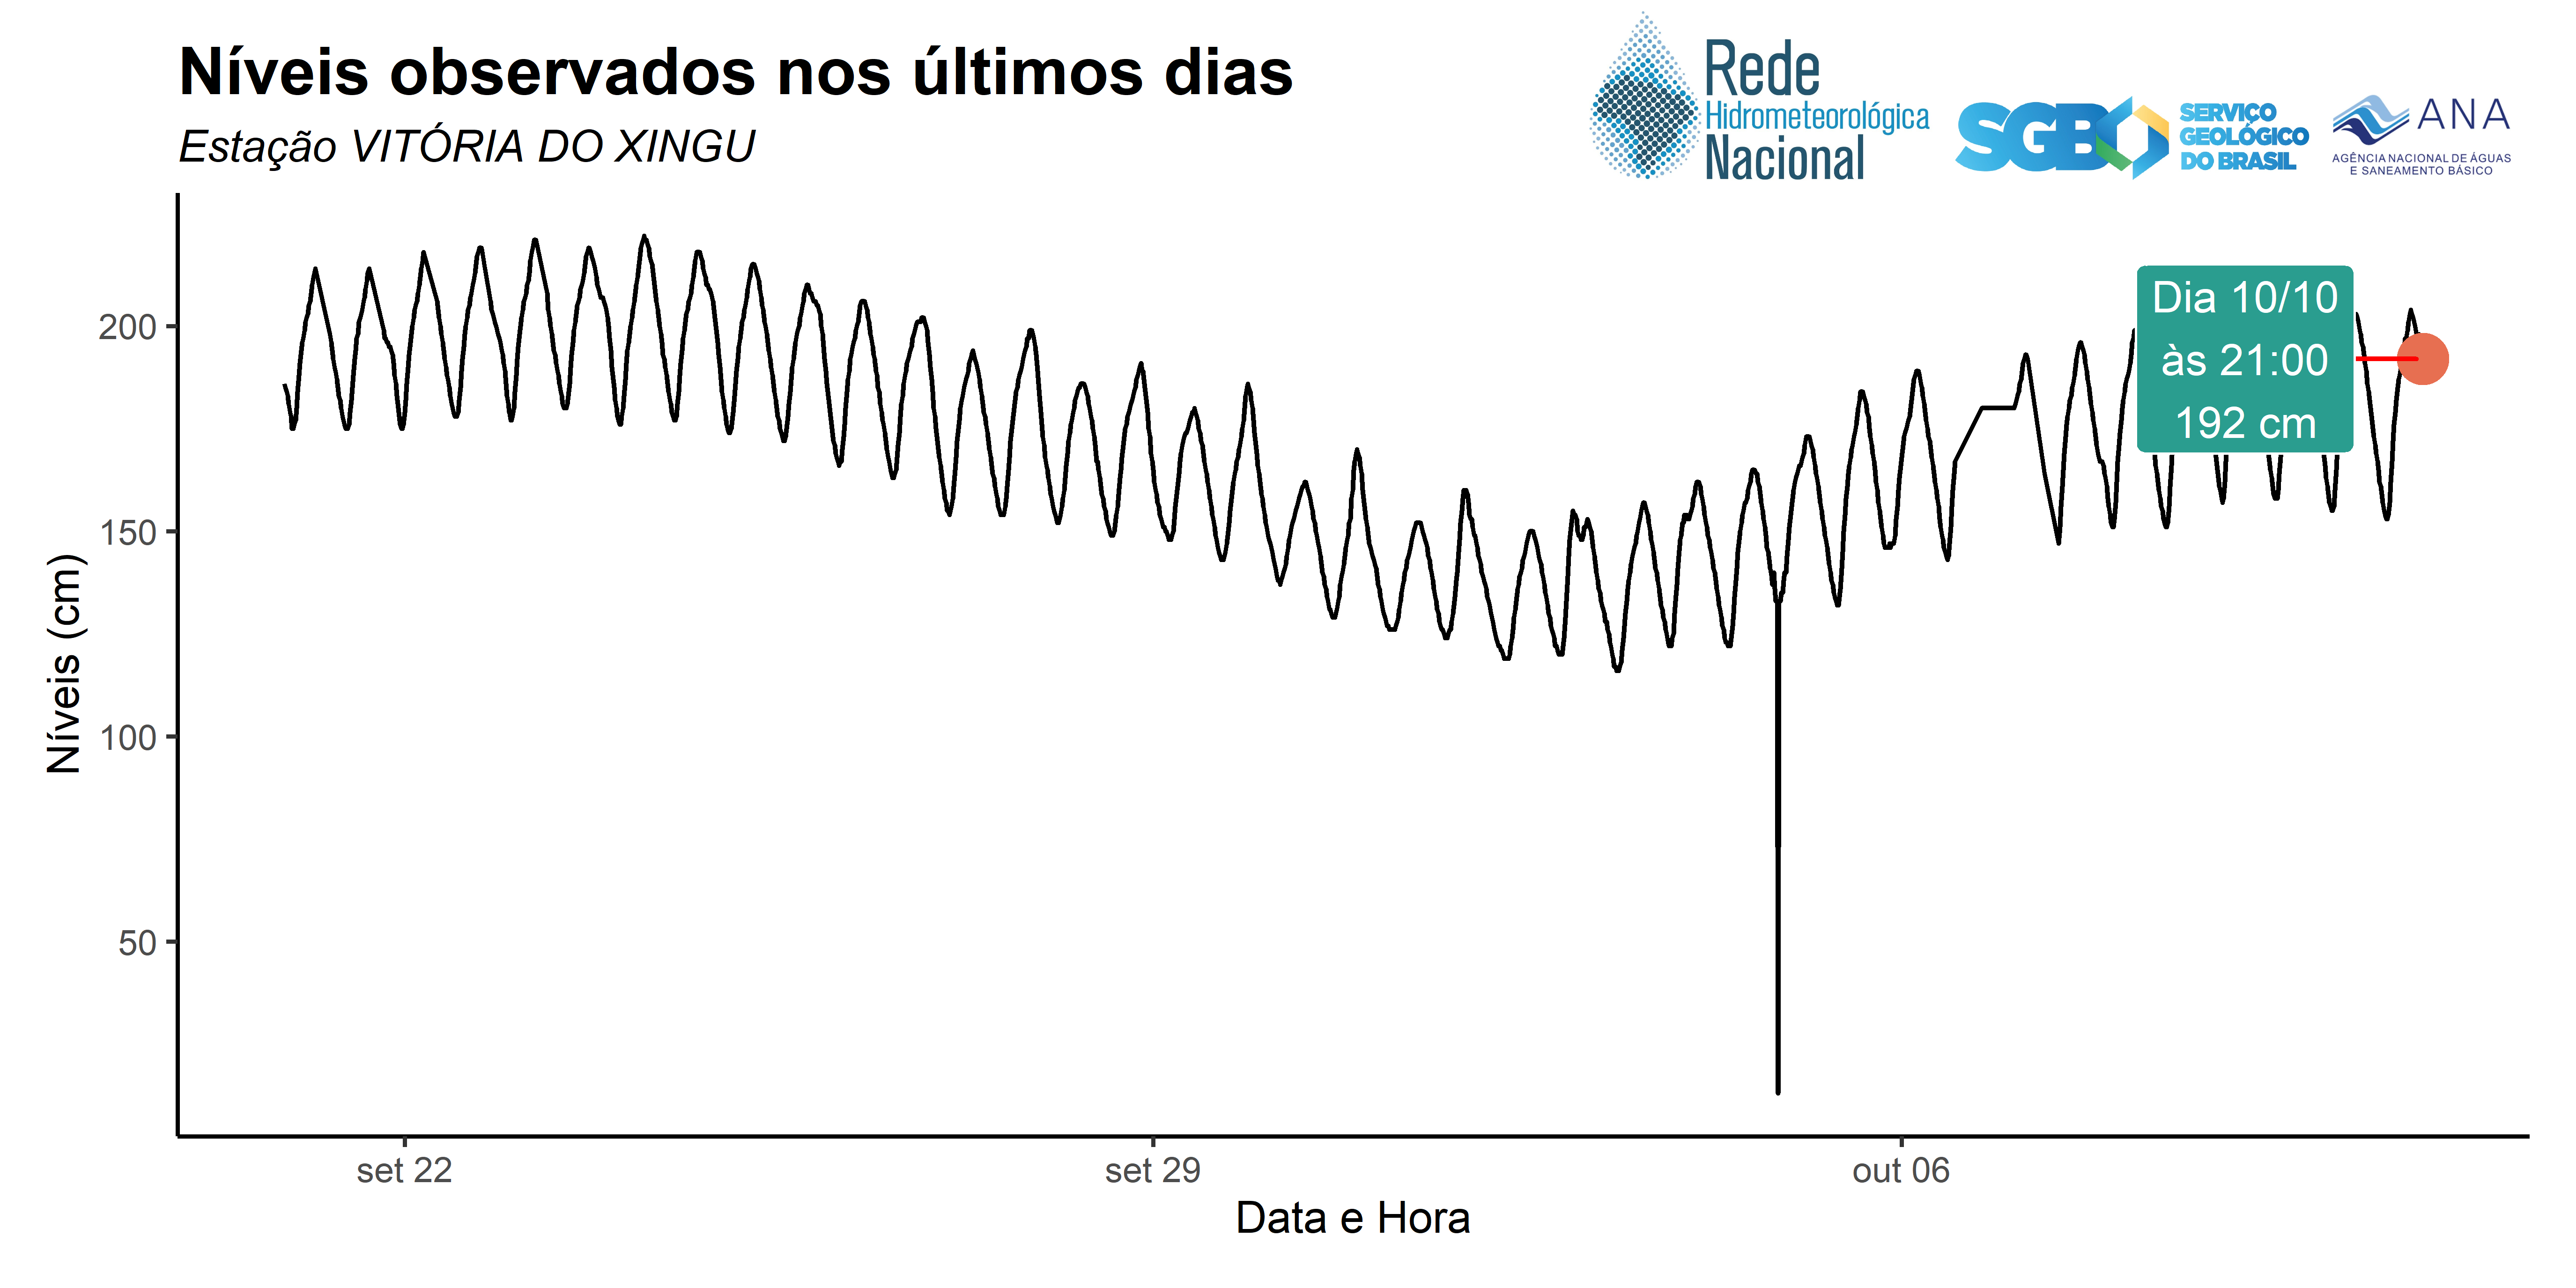 Níveis observados nos últimos dias
Estação VITÓRIA DO XINGU
Rede
Hidrometeorológica
Nacional
SGB
SERVIÇO
GEOLÓGICO
DO BRASIL
ANA
AGÊNCIA NACIONAL DE ÁGUAS
E SANEAMENTO BÁSICO
Níveis (cm)
200
150
100
50
Dia 10/10
às 21:00
192 cm
set 22
set 29
out 06
Data e Hora